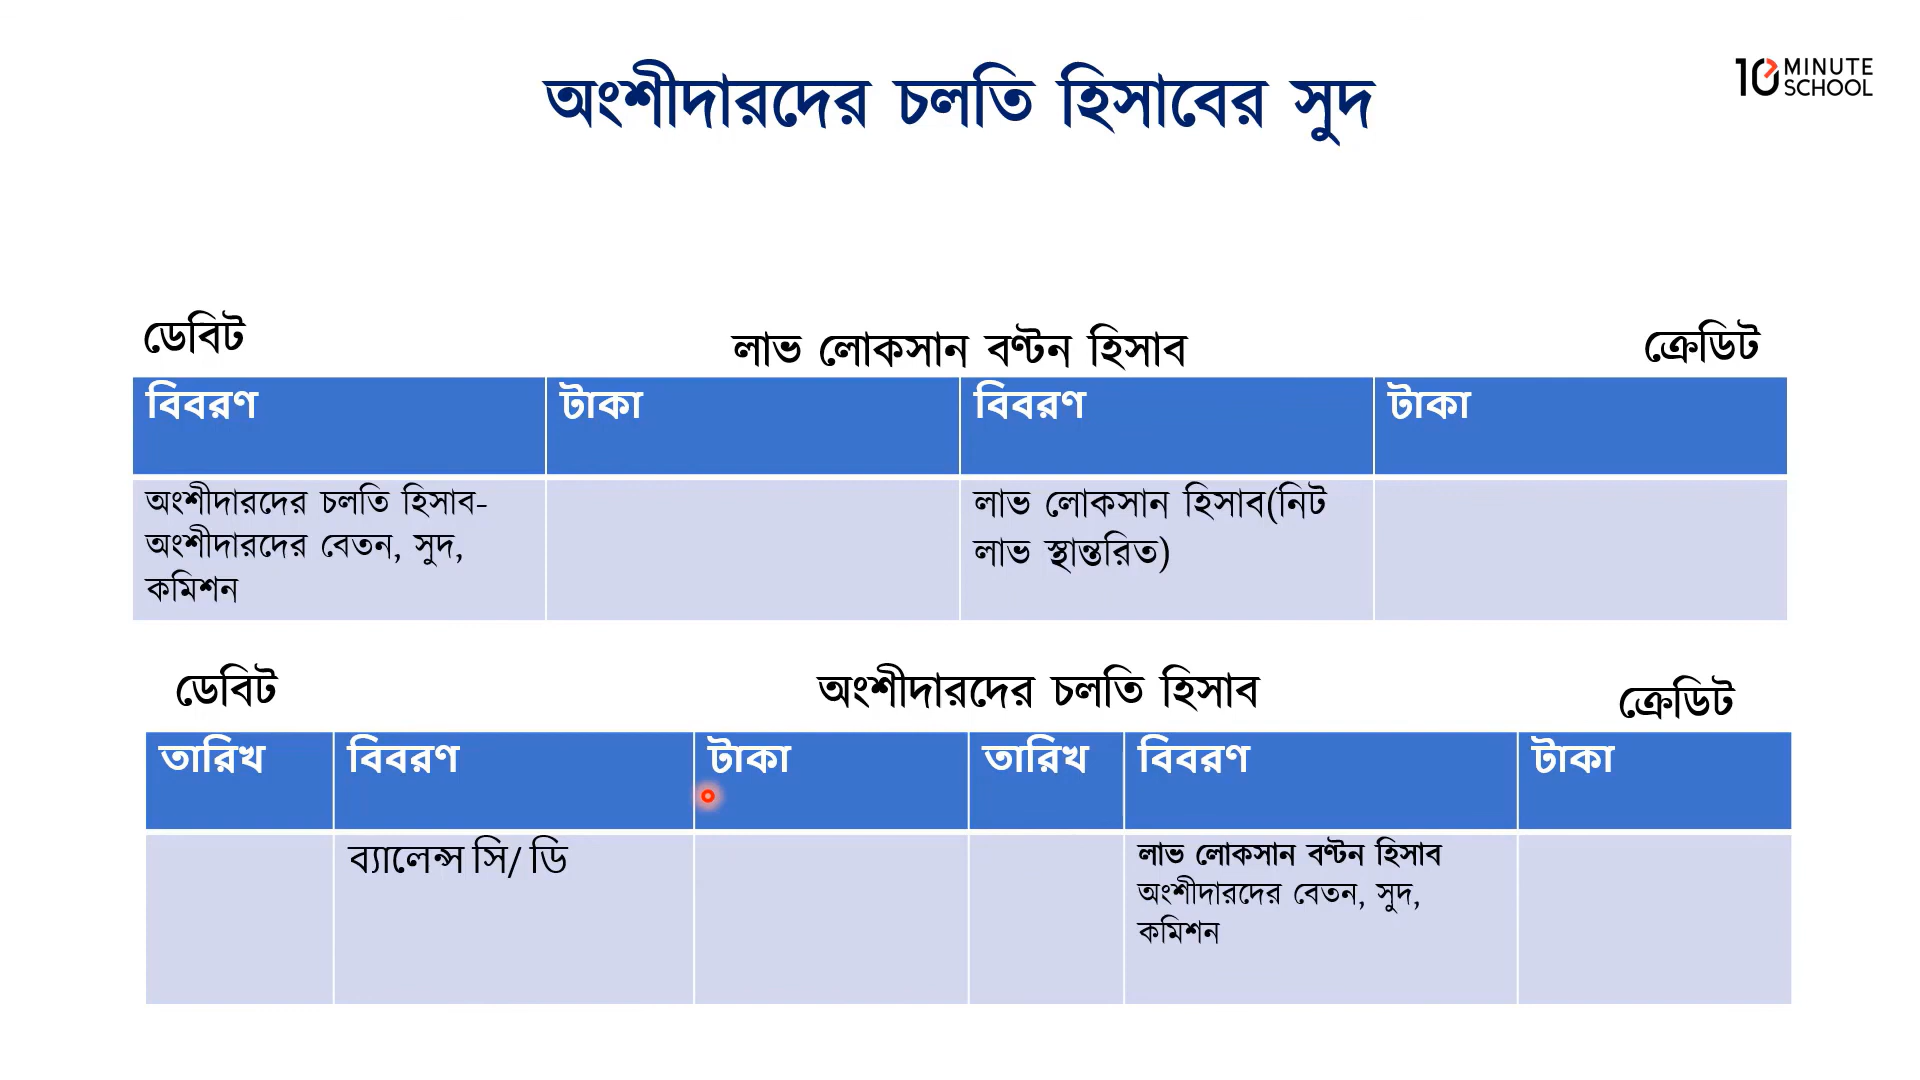 অংশীদারদের চলতি হিসাবের সুদ
10 MINUTE
SCHOOL
ডেবিট
লাভ লোকসান বণ্টন হিসাব
ক্রেডিট
বিবরণ টাকা বিবরণ টাকা
অংশীদারদের চলতি হিসাব-
অংশীদারদের বেতন, সুদ,
কমিশন
লাভ লোকসান হিসাব(নিট
লাভ স্থান্তরিত)
ডেবিট
অংশীদারদের চলতি হিসাব
ক্রেডিট
তারিখ বিবরণ টাকা তারিখ বিবরণ টাকা
ব্যালেন্স সি/ ডি
লাভ লোকসান বণ্টন হিসাব
অংশীদারদের বেতন, সুদ,
কমিশন